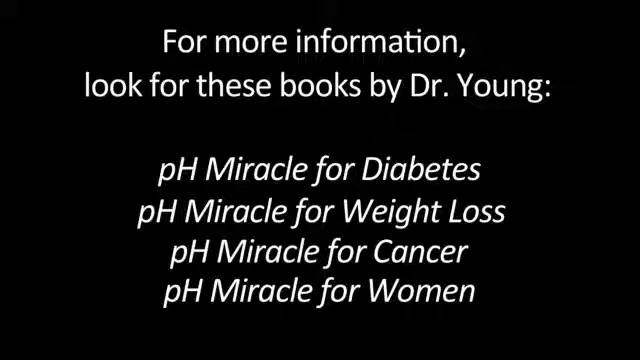 For more information,
look for these books by Dr. Young:
pH Miracle for Diabetes
pH Miracle for Weight Loss
pH Miracle for Cancer
pH Miracle for Women